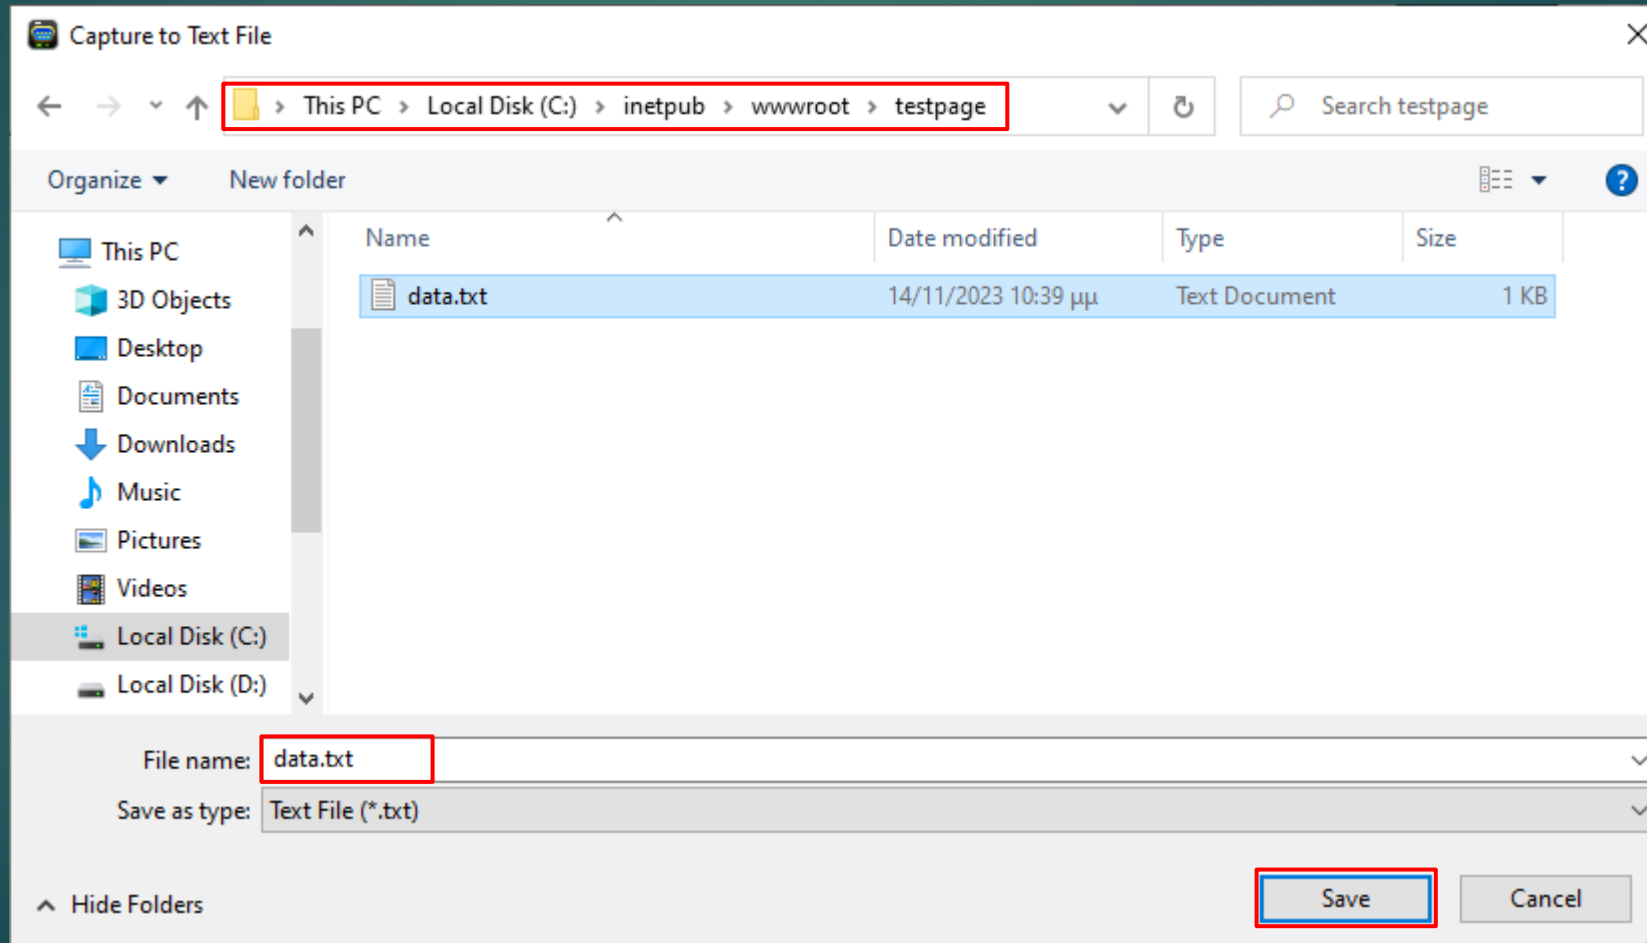 Capture to Text File
This PC > Local Disk (C:) > inetpub > wwwroot > testpage
Search testpage
Organize
New folder
?
Name
Date modified
Type
Size
data.txt
14/11/2023 10:39 μμ
Text Document
1 KB
This PC
3D Objects
Desktop
Documents
Downloads
Music
Pictures
Videos
Local Disk (C:)
Local Disk (D:)
File name: data.txt
Save as type: Text File (*.txt)
Hide Folders
Save
Cancel